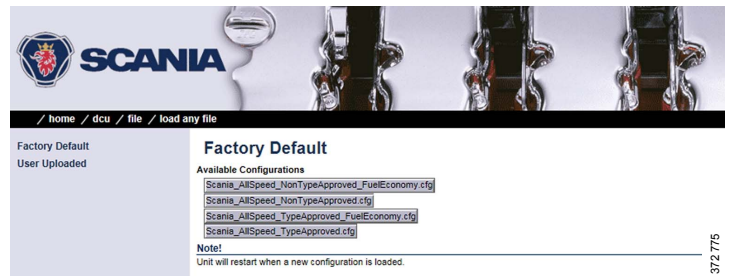 SCANIA
/ home / dcu / file / load any file
Factory Default
User Uploaded
Factory Default
Available Configurations
Scania_AllSpeed_NonTypeApproved_FuelEconomy.cfg
Scania_AllSpeed_NonTypeApproved.cfg
Scania_AllSpeed_TypeApproved_FuelEconomy.cfg
Scania_AllSpeed_TypeApproved.cfg
Note!
Unit will restart when a new configuration is loaded.
372 775